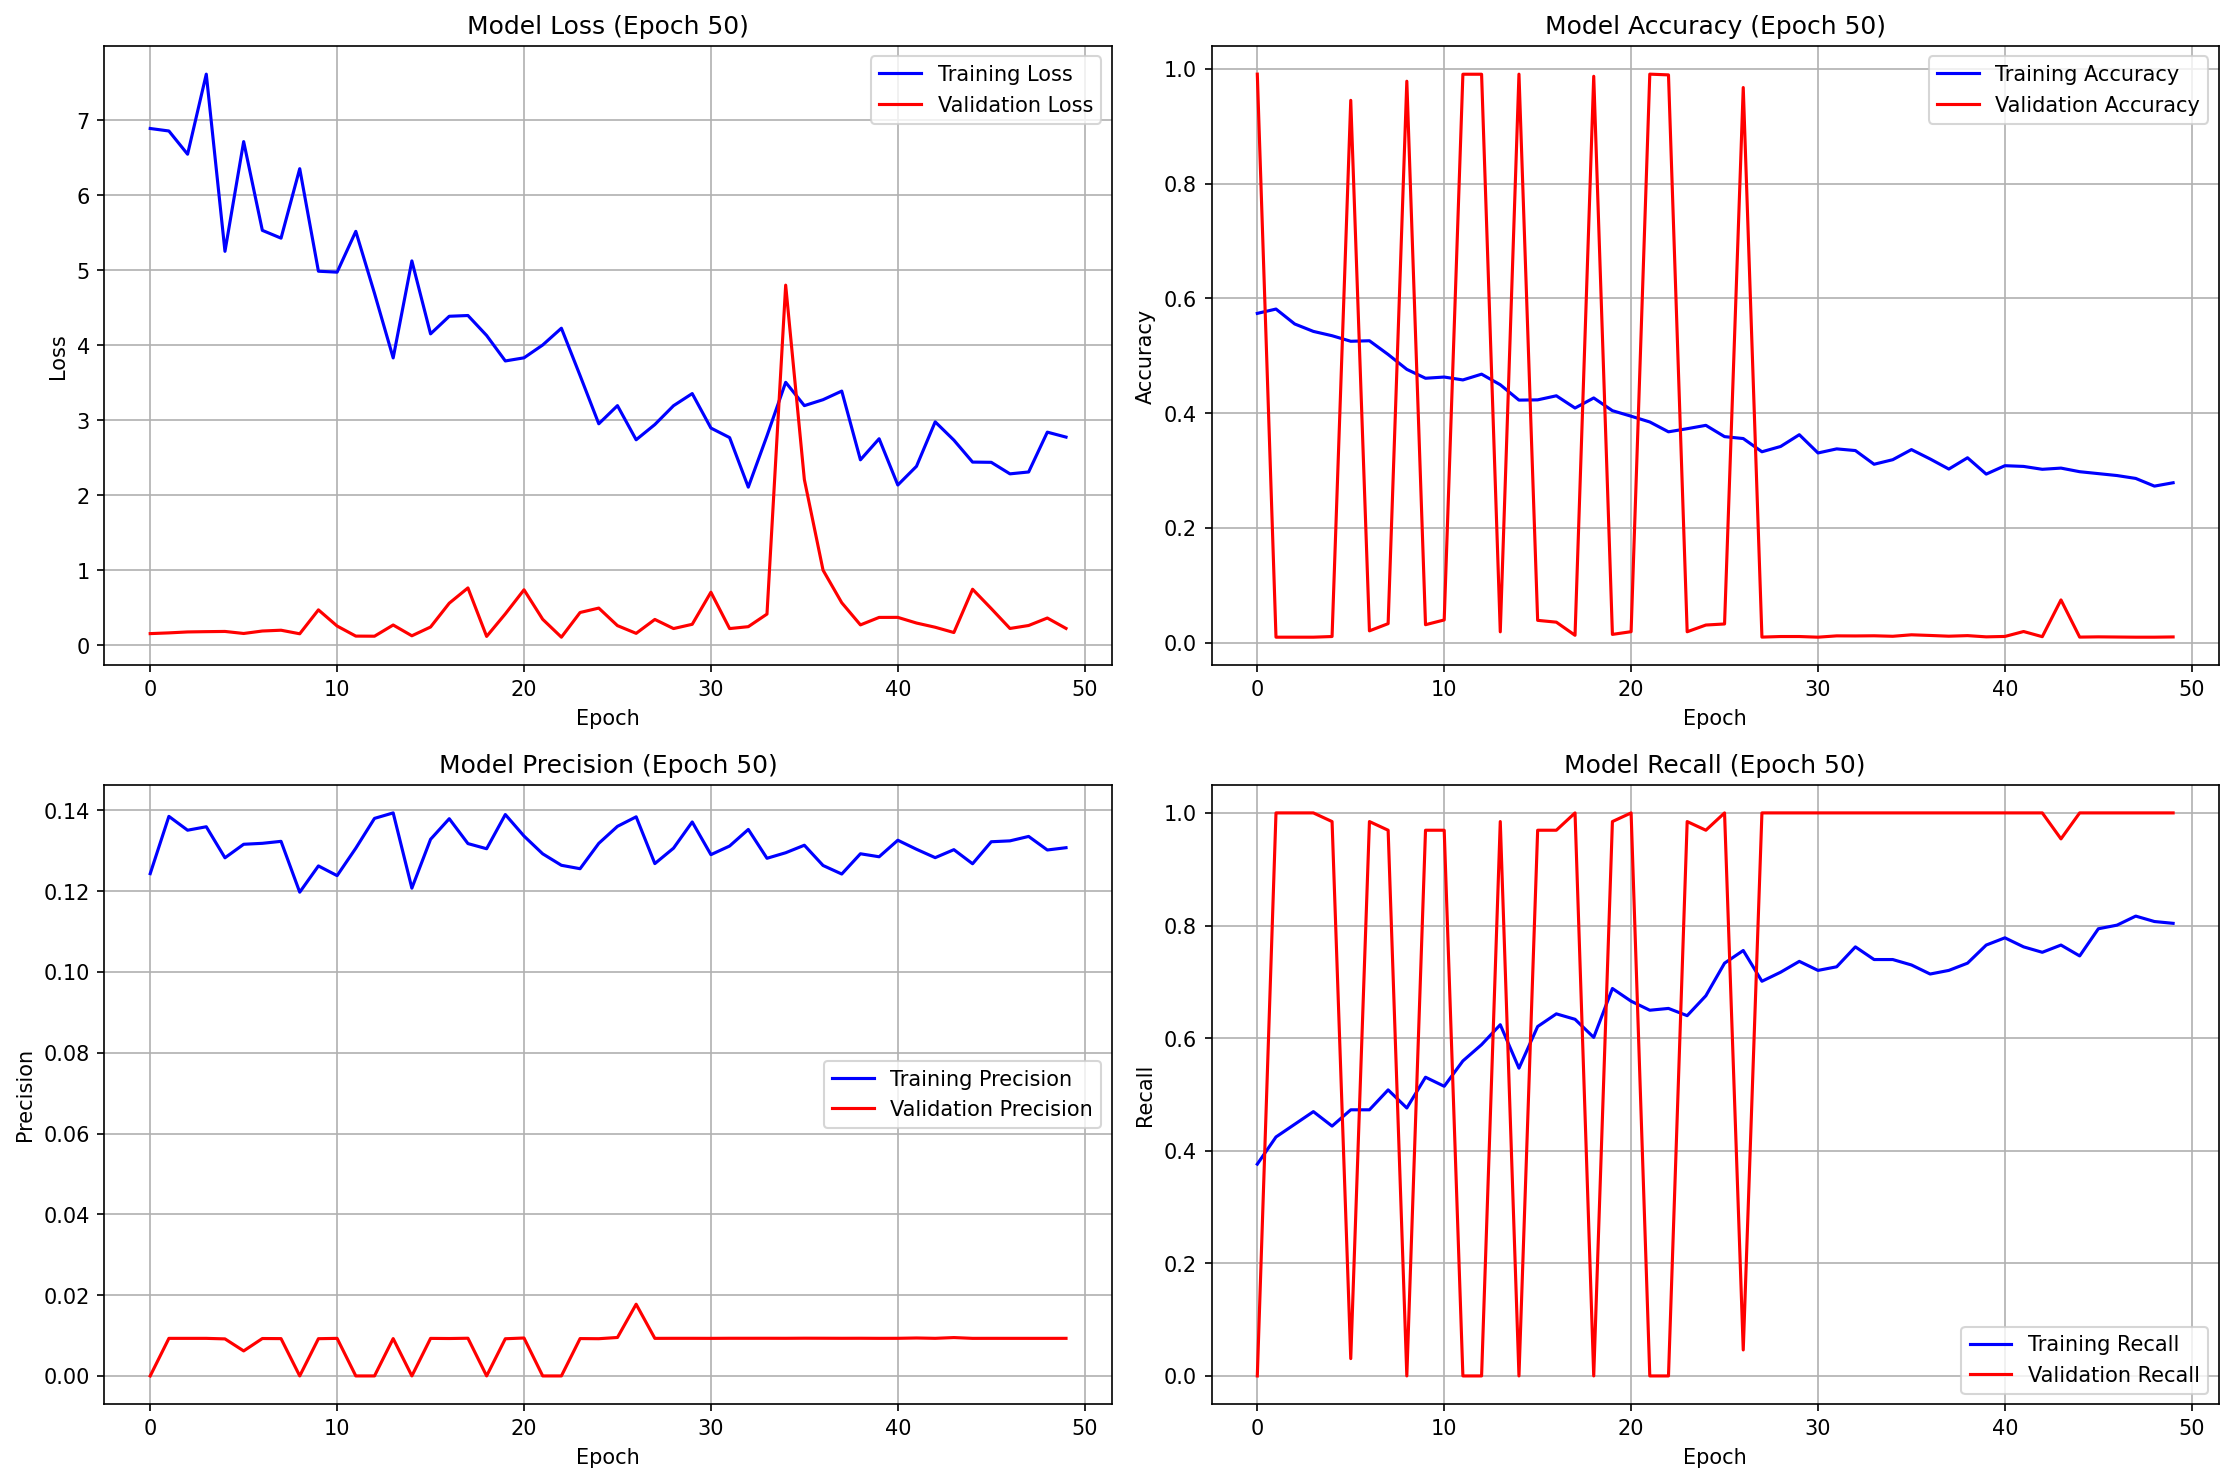 Model Loss (Epoch 50)
Training Loss
Validation Loss
7
6
5
4
3
2
1
0
Loss
0 10 20 30 40 50
Epoch
Model Accuracy (Epoch 50)
Training Accuracy
Validation Accuracy
1.0
0.8
0.6
0.4
0.2
0.0
Accuracy
0 10 20 30 40 50
Epoch
Model Precision (Epoch 50)
0.14
0.12
0.10
0.08
0.06
0.04
0.02
0.00
Precision
Training Precision
Validation Precision
0 10 20 30 40 50
Epoch
Model Recall (Epoch 50)
1.0
0.8
0.6
0.4
0.2
0.0
Recall
Training Recall
Validation Recall
0 10 20 30 40 50
Epoch